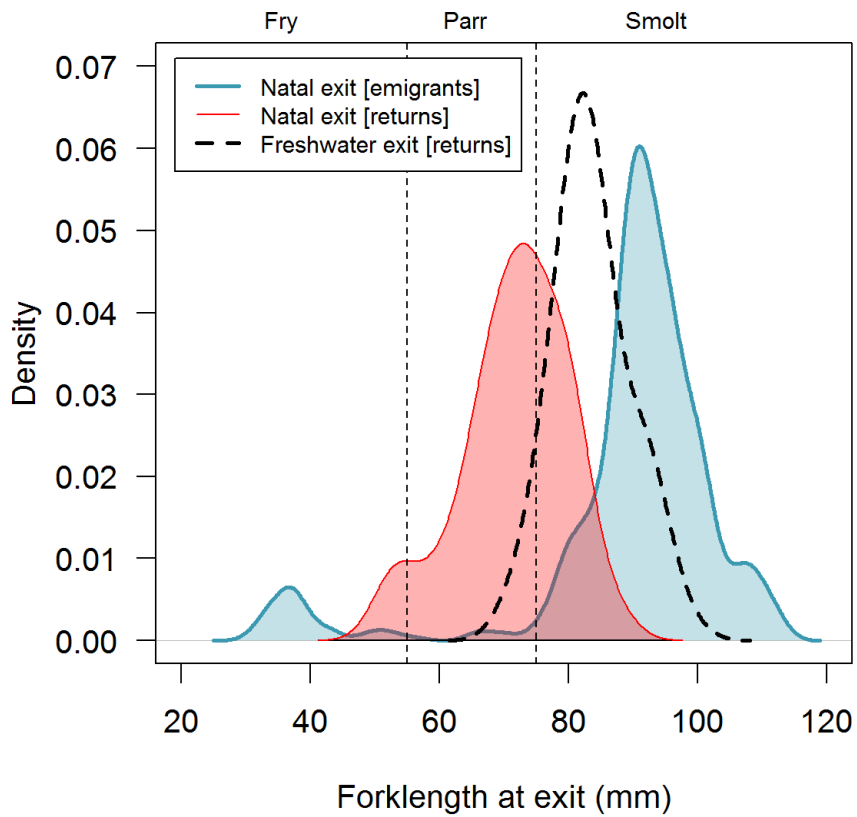 Fry Parr Smolt
Natal exit [emigrants]
Natal exit [returns]
Freshwater exit [returns]
0.07
0.06
0.05
0.04
0.03
0.02
0.01
0.00
Density
20 40 60 80 100 120
Forklength at exit (mm)